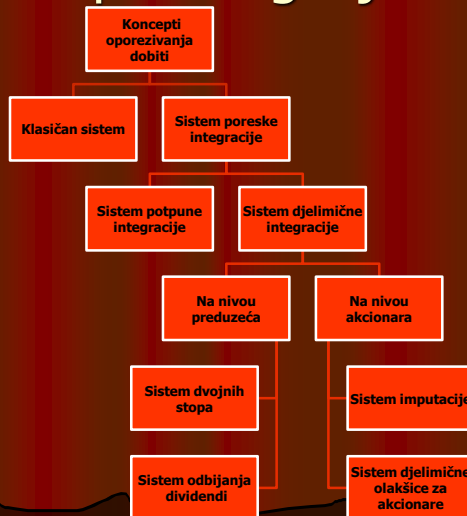 Koncepti
oporezivanja
dobiti
Klasičan sistem
Sistem poreske
integracije
Sistem potpune
integracije
Sistem djelimične
integracije
Na nivou
preduzeća
Na nivou
akcionara
Sistem dvojnih
stopa
Sistem imputacije
Sistem odbijanja
dividendi
Sistem djelimične
olakšice za
akcionare